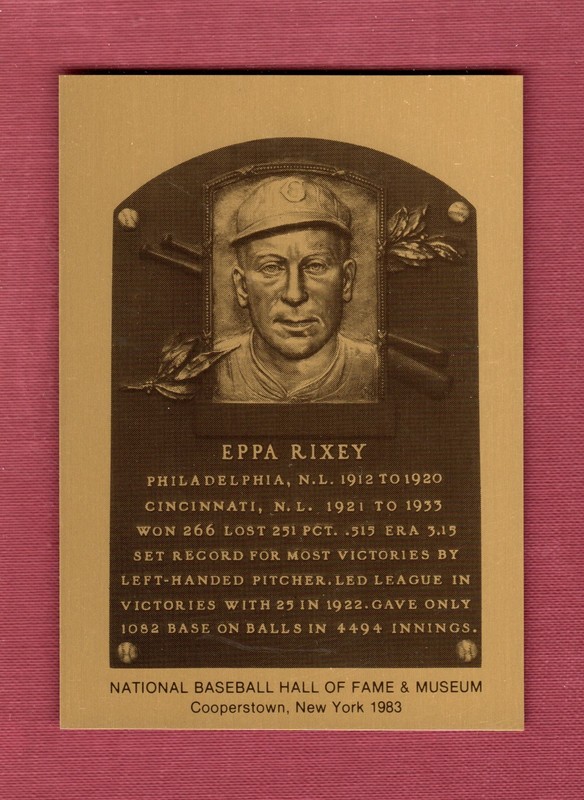 C
EPPA RIXEY
PHILADELPHIA, N.L. 1912 TO 1920
CINCINNATI, N.L. 1921 TO 1933
WON 266 LOST 251 PCT. .515 ERA 3.15
SET RECORD FOR MOST VICTORIES BY
LEFT-HANDED PITCHER. LED LEAGUE IN
VICTORIES WITH 25 IN 1922. GAVE ONLY
1082 BASE ON BALLS IN 4494 INNINGS.
NATIONAL BASEBALL HALL OF FAME & MUSEUM
Cooperstown, New York 1983